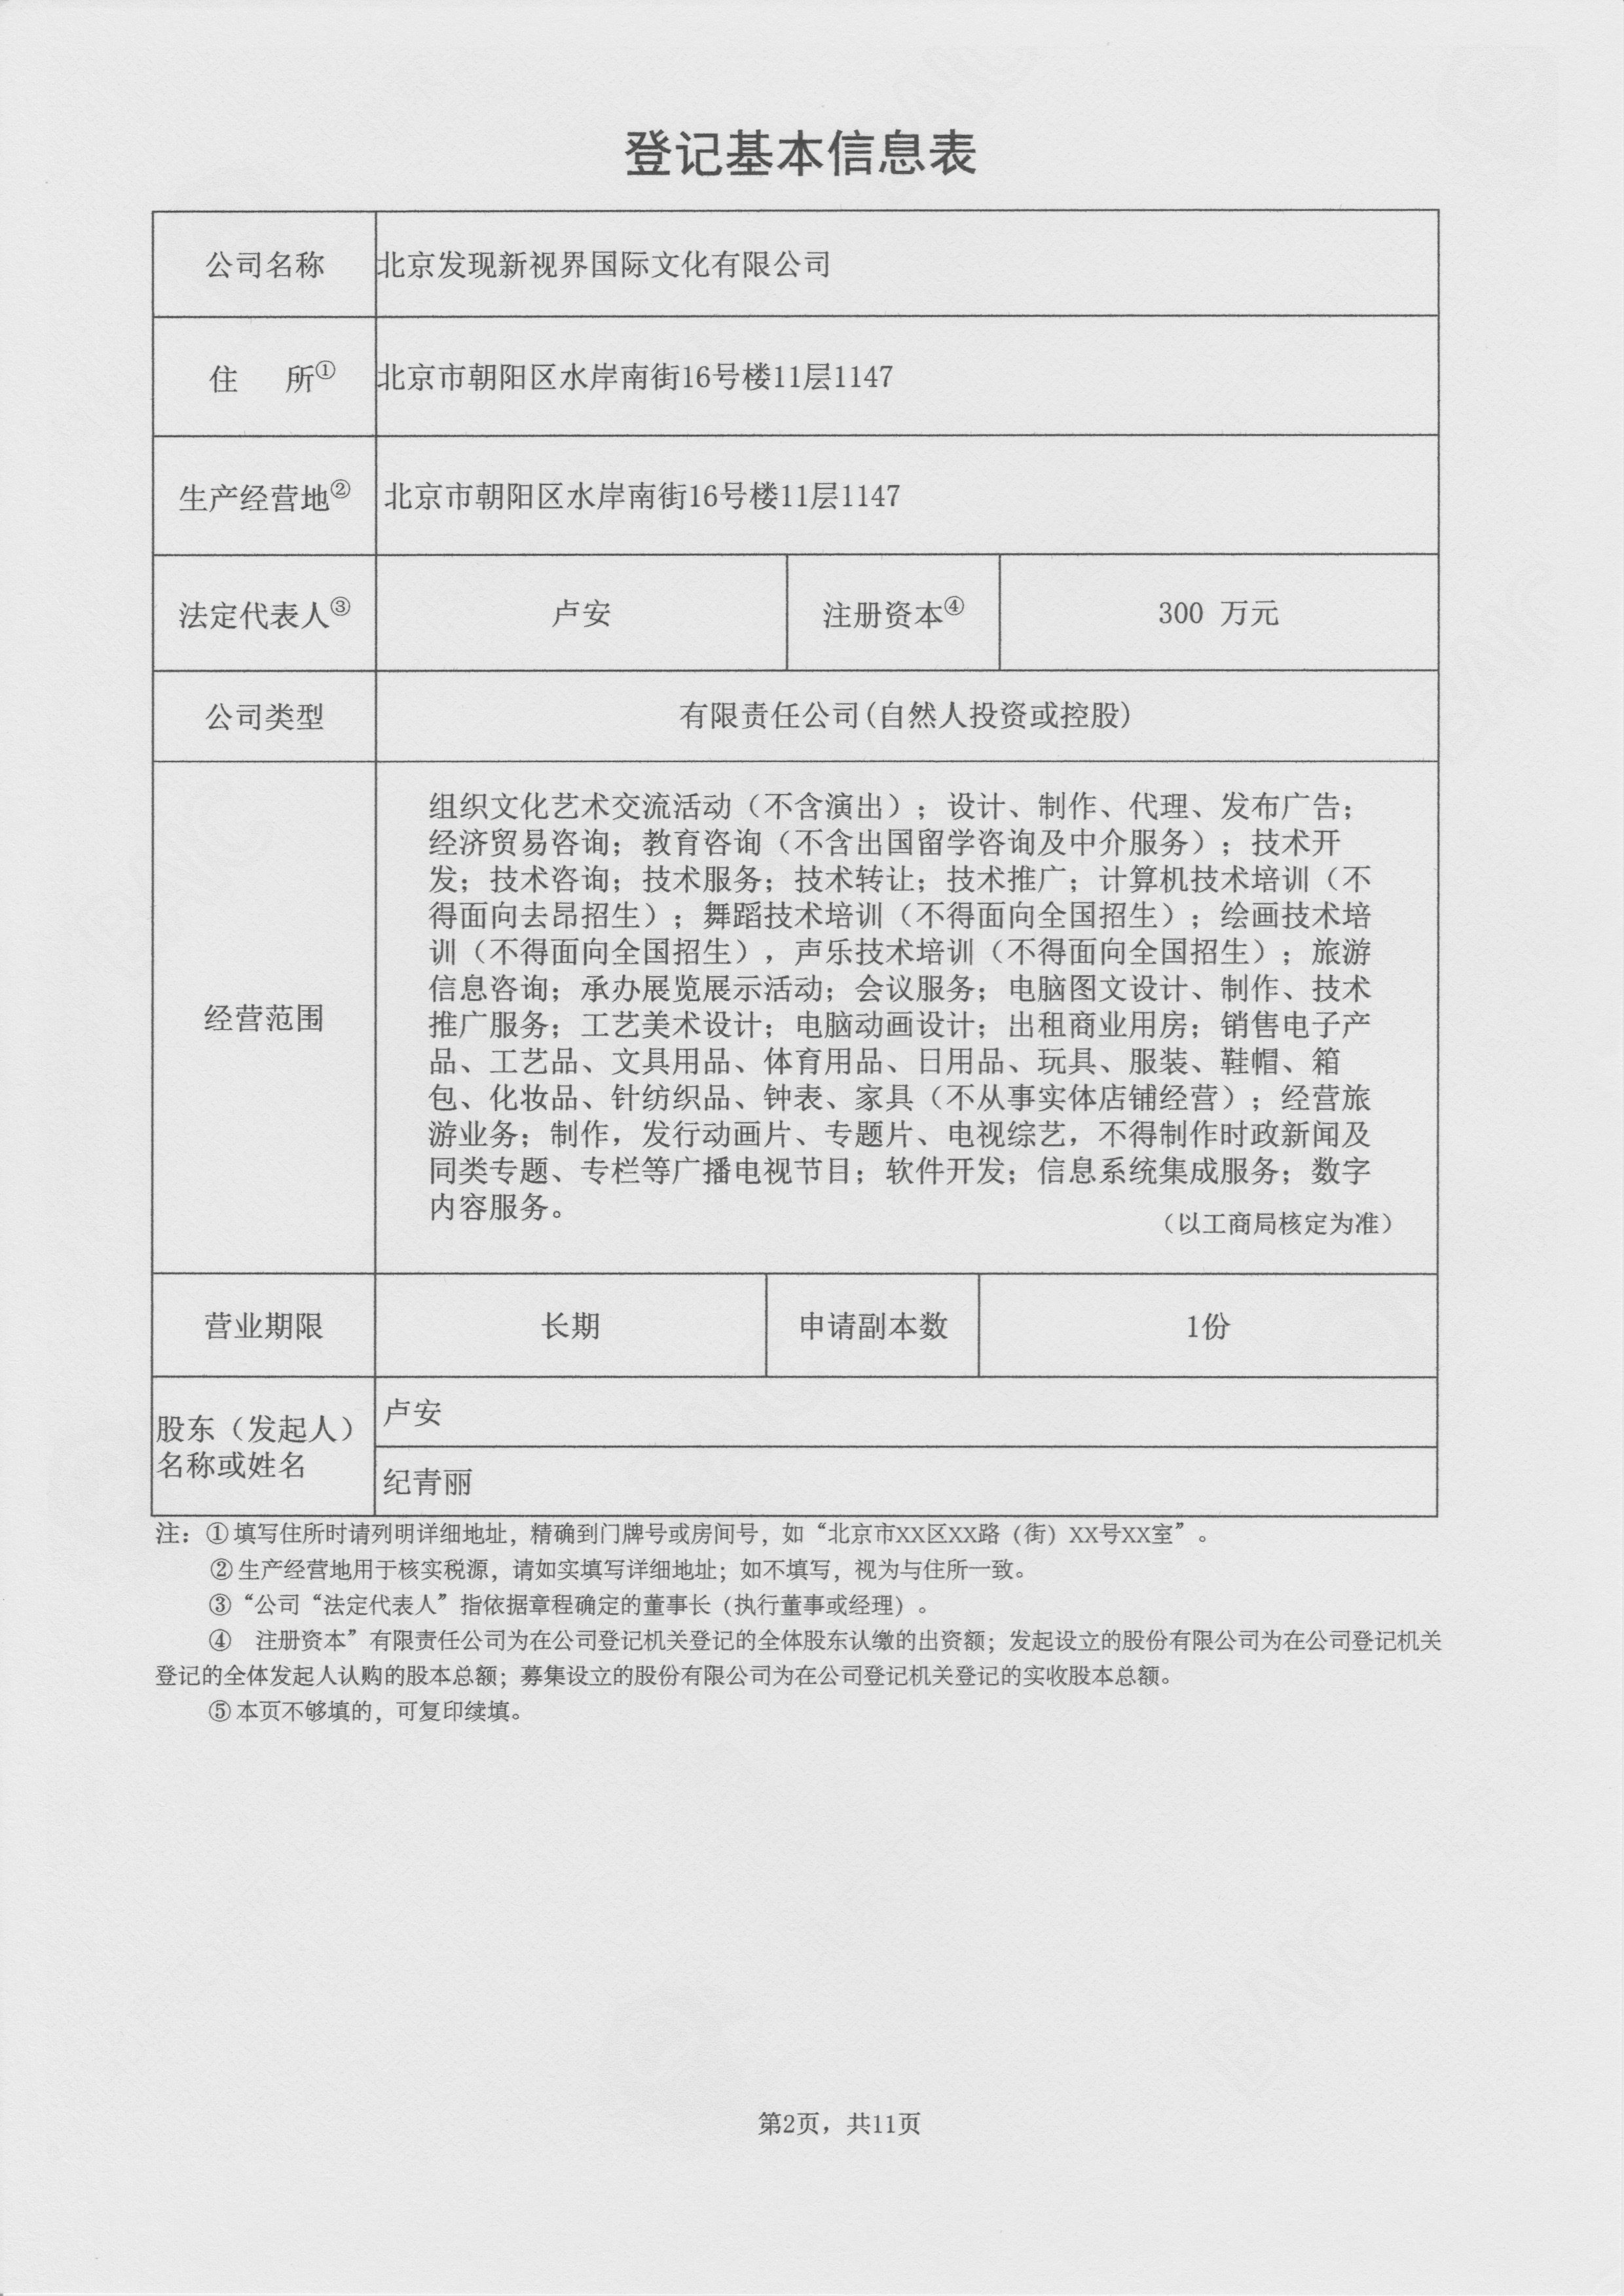 登记基本信息表
公司名称 北京发现新视界国际文化有限公司
住 所① 北京市朝阳区水岸南街16号楼11层1147
生产经营地② 北京市朝阳区水岸南街16号楼11层1147
法定代表人③ 卢安 注册资本④ 300 万元
公司类型 有限责任公司(自然人投资或控股)
经营范围
组织文化艺术交流活动（不含演出）；设计、制作、代理、发布广告；
经济贸易咨询；教育咨询（不含出国留学咨询及中介服务）；技术开
发；技术咨询；技术服务；技术转让；技术推广；计算机技术培训（不
得面向去昂招生）；舞蹈技术培训（不得面向全国招生）；绘画技术培
训（不得面向全国招生），声乐技术培训（不得面向全国招生）；旅游
信息咨询；承办展览展示活动；会议服务；电脑图文设计、制作、技术
推广服务；工艺美术设计；电脑动画设计；出租商业用房；销售电子产
品、工艺品、文具用品、体育用品、日用品、玩具、服装、鞋帽、箱
包、化妆品、针纺织品、钟表、家具（不从事实体店铺经营）；经营旅
游业务；制作，发行动画片、专题片、电视综艺，不得制作时政新闻及
同类专题、专栏等广播电视节目；软件开发；信息系统集成服务；数字
内容服务。
（以工商局核定为准）
营业期限 长期 申请副本数 1份
股东（发起人）
名称或姓名
卢安
纪青丽
注：①填写住所时请列明详细地址，精确到门牌号或房间号，如“北京市XX区XX路（街）XX号XX室”。
②生产经营地用于核实税源，请如实填写详细地址；如不填写，视为与住所一致。
③“公司“法定代表人”指依据章程确定的董事长（执行董事或经理）。
④ 注册资本”有限责任公司为在公司登记机关登记的全体股东认缴的出资额；发起设立的股份有限公司为在公司登记机关
登记的全体发起人认购的股本总额；募集设立的股份有限公司为在公司登记机关登记的实收股本总额。
⑤本页不够填的，可复印续填。
第2页，共11页